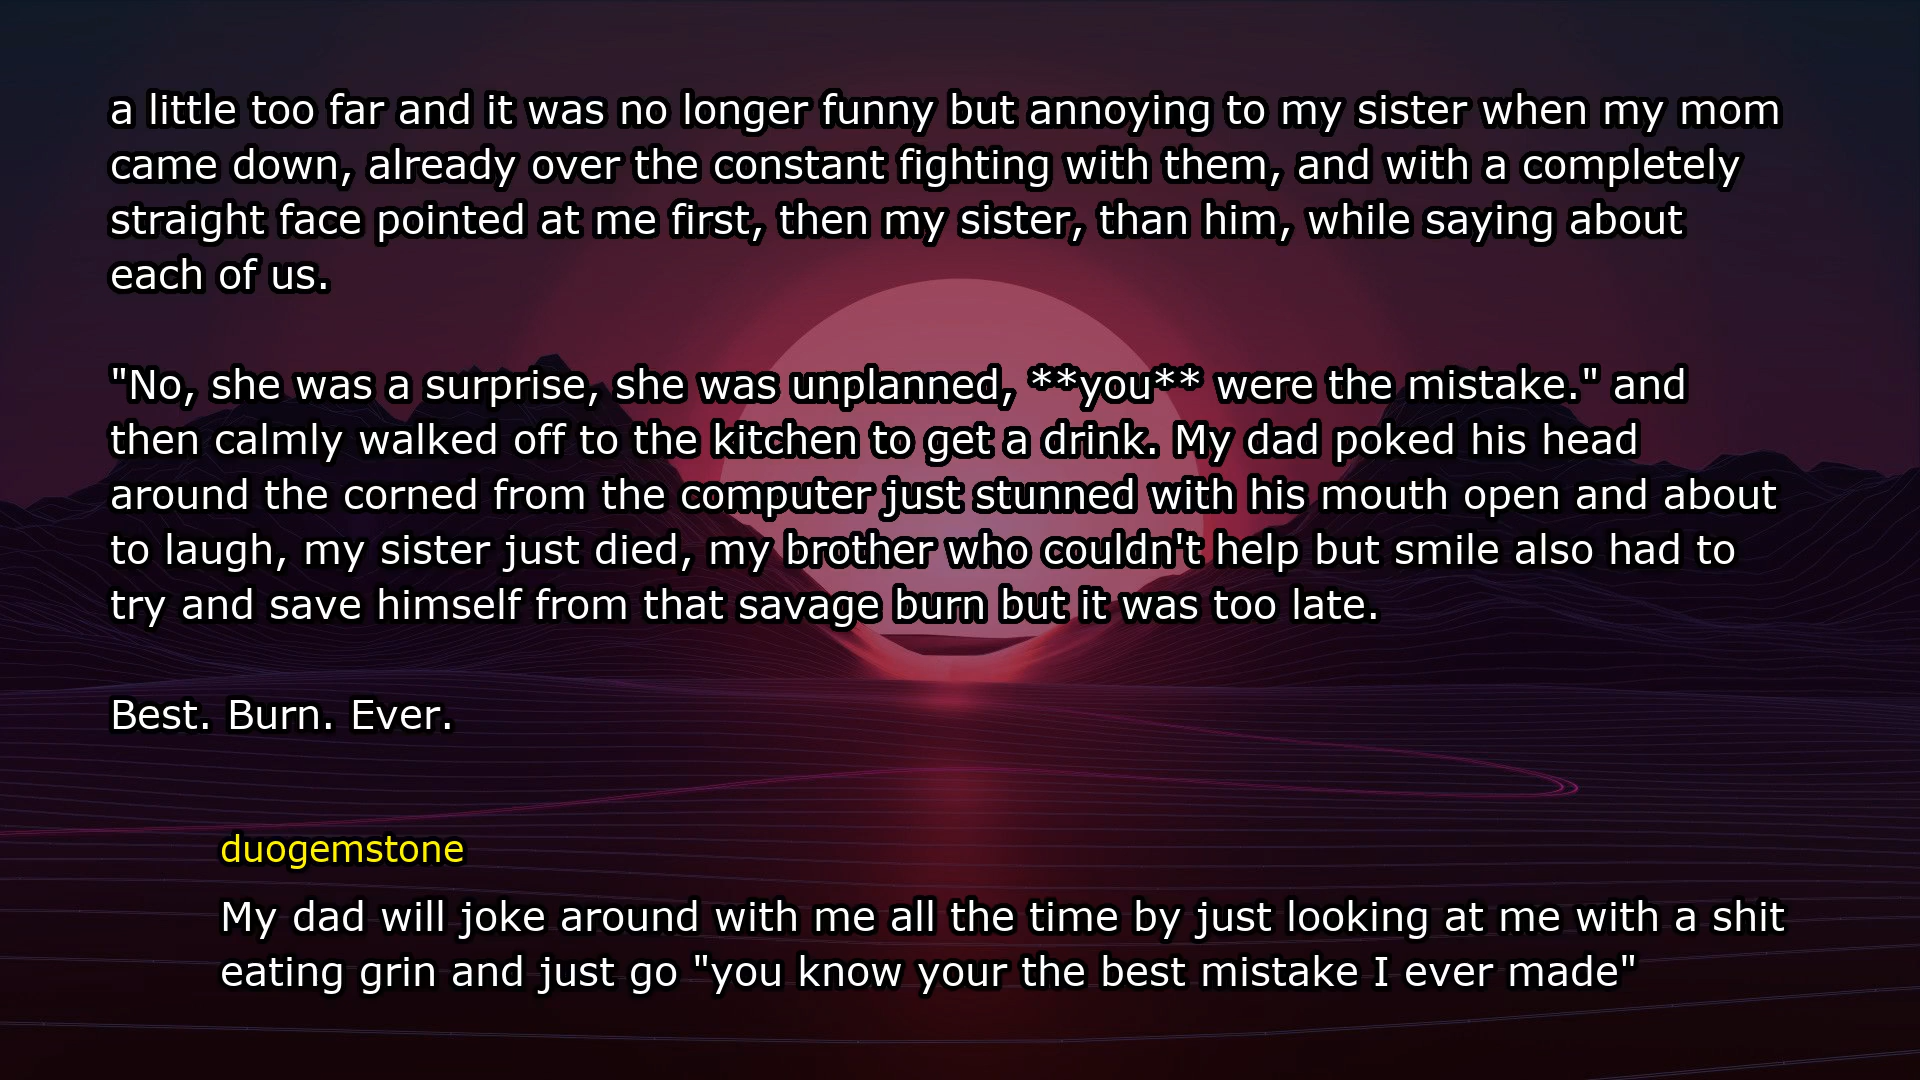 a little too far and it was no longer funny but annoying to my sister when my mom
came down, already over the constant fighting with them, and with a completely
straight face pointed at me first, then my sister, than him, while saying about
each of us.
"No, she was a surprise, she was unplanned, **you** were the mistake." and
then calmly walked off to the kitchen to get a drink. My dad poked his head
around the corned from the computer just stunned with his mouth open and about
to laugh, my sister just died, my brother who couldn't help but smile also had to
try and save himself from that savage burn but it was too late.
Best. Burn. Ever.
duogemstone
My dad will joke around with me all the time by just looking at me with a shit
eating grin and just go "you know your the best mistake I ever made"